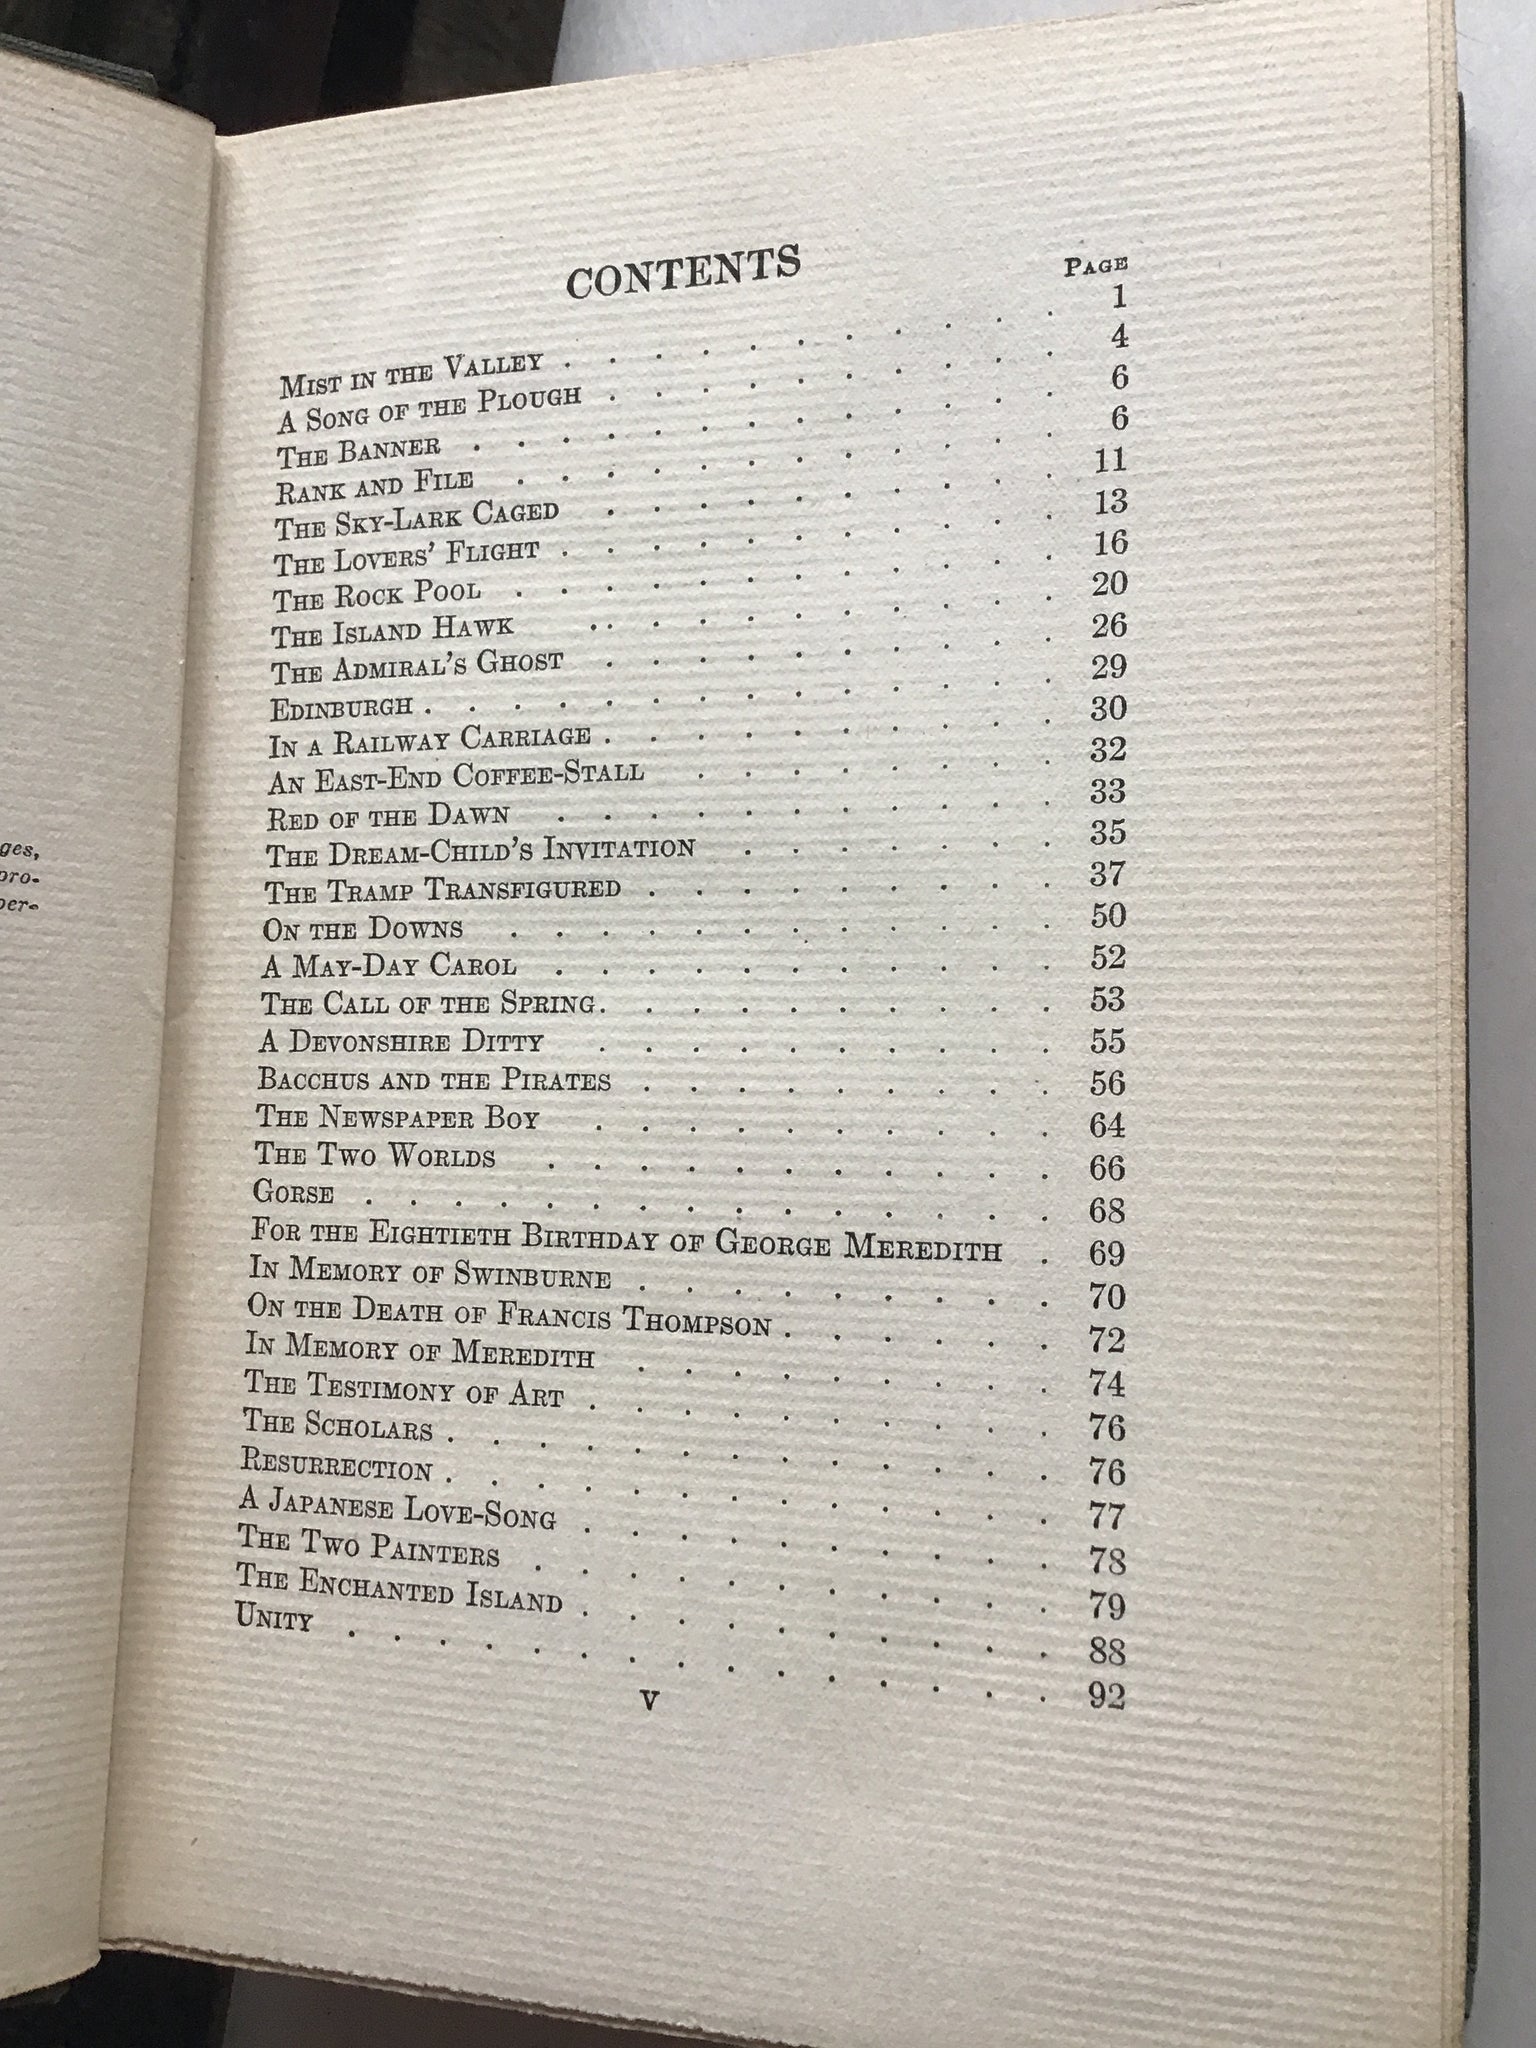 ges,
pro-
per-
CONTENTS
PAGE
MIST IN THE VALLEY . . . . . . . . . . . 1
A SONG OF THE PLOUGH . . . . . . . . . . 4
THE BANNER . . . . . . . . . . . . . 6
RANK AND FILE . . . . . . . . . . . . 6
THE SKY-LARK CAGED . . . . . . . . . . 11
THE LOVERS' FLIGHT . . . . . . . . . . . 13
THE ROCK POOL . . . . . . . . . . . . 16
THE ISLAND HAWK . . . . . . . . . . . 20
THE ADMIRAL'S GHOST . . . . . . . . . . 26
EDINBURGH . . . . . . . . . . . . . . 29
IN A RAILWAY CARRIAGE . . . . . . . . . . 30
AN EAST-END COFFEE-STALL . . . . . . . . 32
RED OF THE DAWN . . . . . . . . . . . 33
THE DREAM-CHILD'S INVITATION . . . . . . . 35
THE TRAMP TRANSFIGURED . . . . . . . . . 37
ON THE DOWNS . . . . . . . . . . . . 50
A MAY-DAY CAROL . . . . . . . . . . . 52
THE CALL OF THE SPRING . . . . . . . . . . 53
A DEVONSHIRE DITTY . . . . . . . . . . 55
BACCHUS AND THE PIRATES . . . . . . . . . 56
THE NEWSPAPER BOY . . . . . . . . . . 64
THE TWO WORLDS . . . . . . . . . . . 66
GORSE . . . . . . . . . . . . . . . 68
FOR THE EIGHTIETH BIRTHDAY OF GEORGE MEREDITH . 69
IN MEMORY OF SWINBURNE . . . . . . . . . 70
ON THE DEATH OF FRANCIS THOMPSON . . . . . . 72
IN MEMORY OF MEREDITH . . . . . . . . . 74
THE TESTIMONY OF ART . . . . . . . . . . 76
THE SCHOLARS . . . . . . . . . . . . . 76
RESURRECTION . . . . . . . . . . . . . 77
A JAPANESE LOVE-SONG . . . . . . . . . . 78
THE TWO PAINTERS . . . . . . . . . . . 79
THE ENCHANTED ISLAND . . . . . . . . . . 88
UNITY . . . . . . . . . . . . . . . 92
V